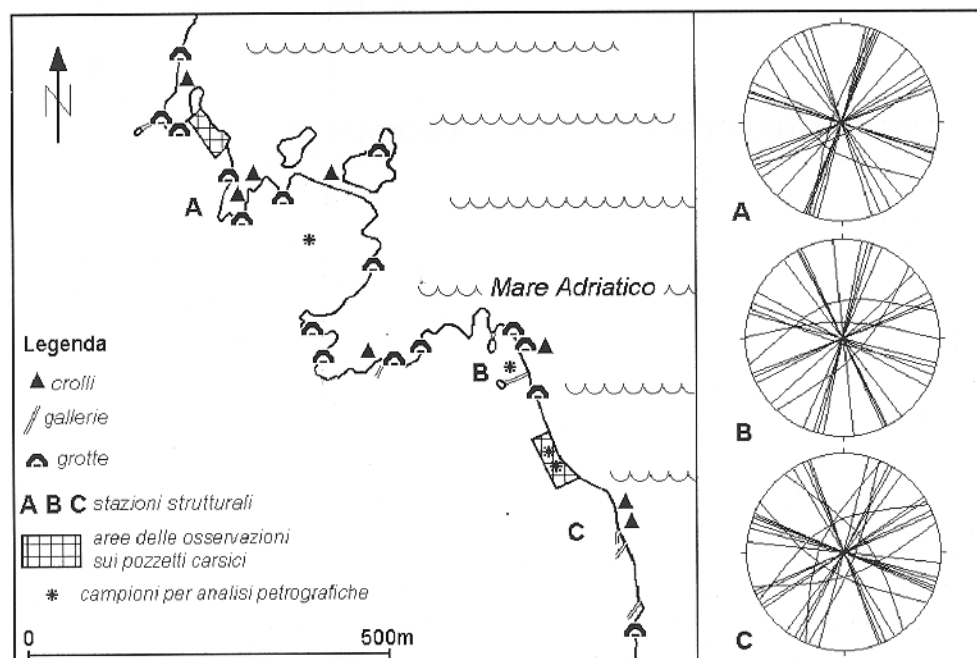 N
A
Mare Adriatico
B
C
Legenda
crolli
gallerie
grotte
A B C stazioni strutturali
aree delle osservazioni
sui pozzetti carsici
campioni per analisi petrografiche
0 500m
A
B
C